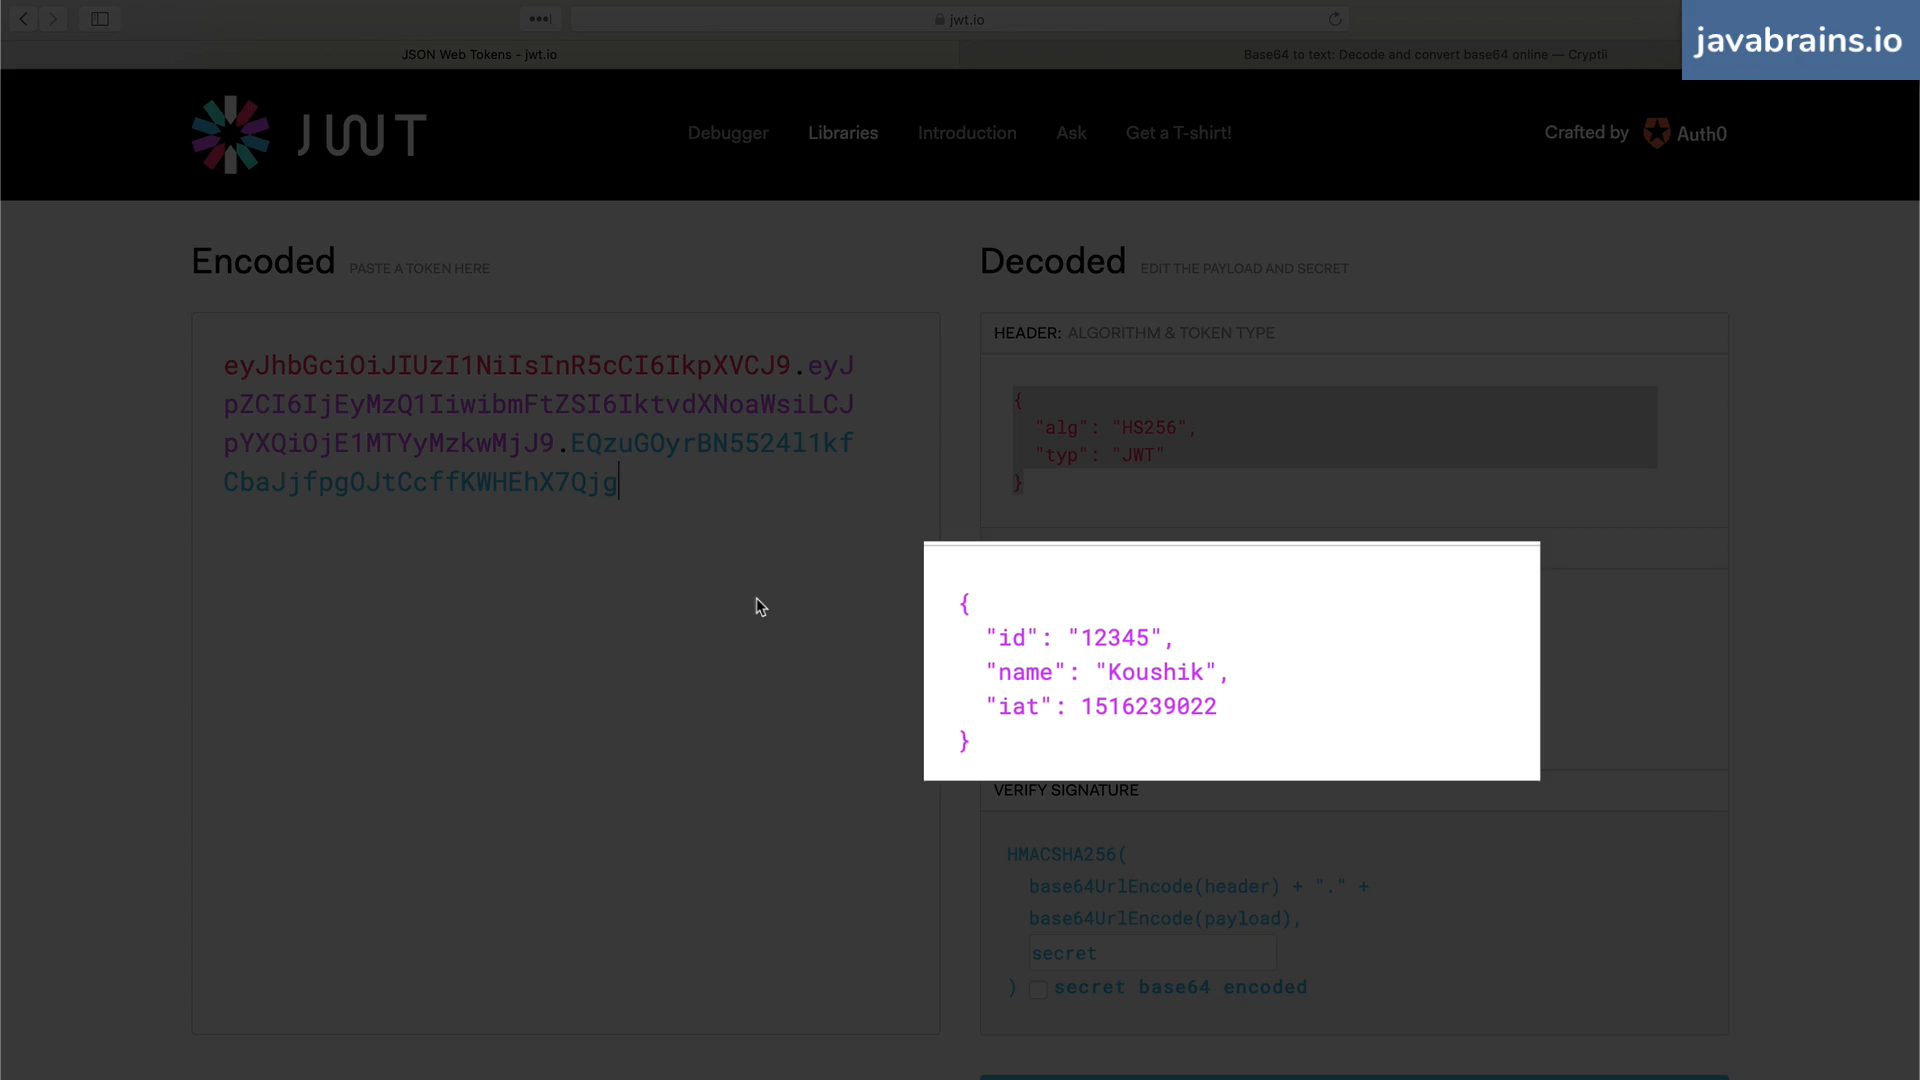 jwt.io
JSON Web Tokens - jwt.io
Base64 to text: Decode and convert base64 online — Cryptii
javabrains.io
JWT
Debugger
Libraries
Introduction
Ask
Get a T-shirt!
Crafted by
Auth0
Encoded PASTE A TOKEN HERE
eyJhbGciOiJIUzI1NiIsInR5cCI6IkpXVCJ9.eyJ
pZCI6IjEyMzQ1IiwibmFtZSI6IktvdXNoaWsiLCJ
pYXQiOjE1MTYyMzkwMjJ9.EQzuGOyrBN5524l1kf
CbaJjfpgOJtCcffKWHEhX7Qjg
Decoded EDIT THE PAYLOAD AND SECRET
HEADER: ALGORITHM & TOKEN TYPE
{
"alg": "HS256",
"typ": "JWT"
}
{
"id": "12345",
"name": "Koushik",
"iat": 1516239022
}
VERIFY SIGNATURE
HMACSHA256(
base64UrlEncode(header) + "." +
base64UrlEncode(payload),
secret
) secret base64 encoded